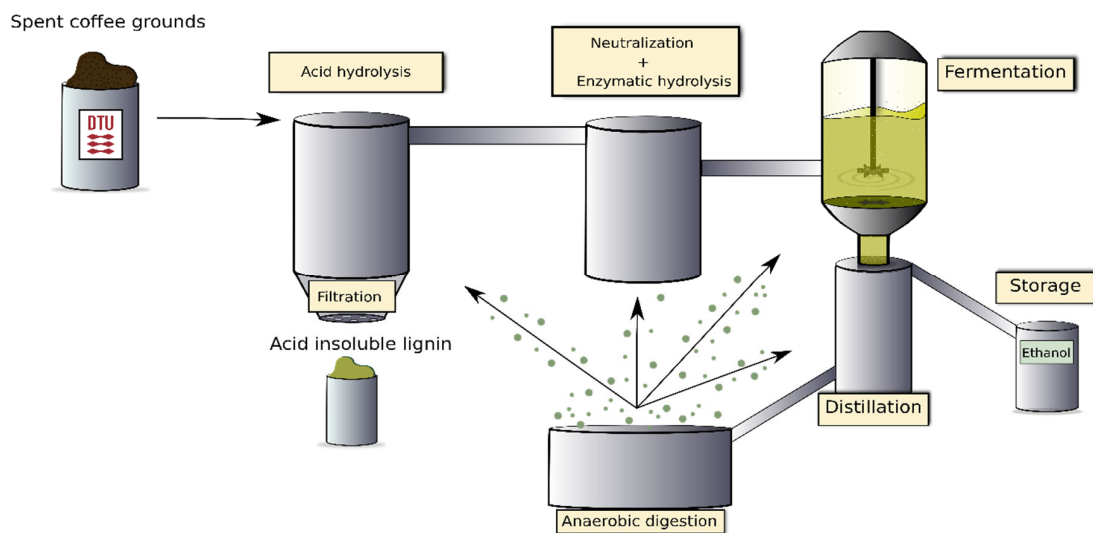 Spent coffee grounds
DTU
Acid hydrolysis
Filtration
Acid insoluble lignin
Neutralization
+
Enzymatic hydrolysis
Fermentation
Storage
Ethanol
Distillation
Anaerobic digestion